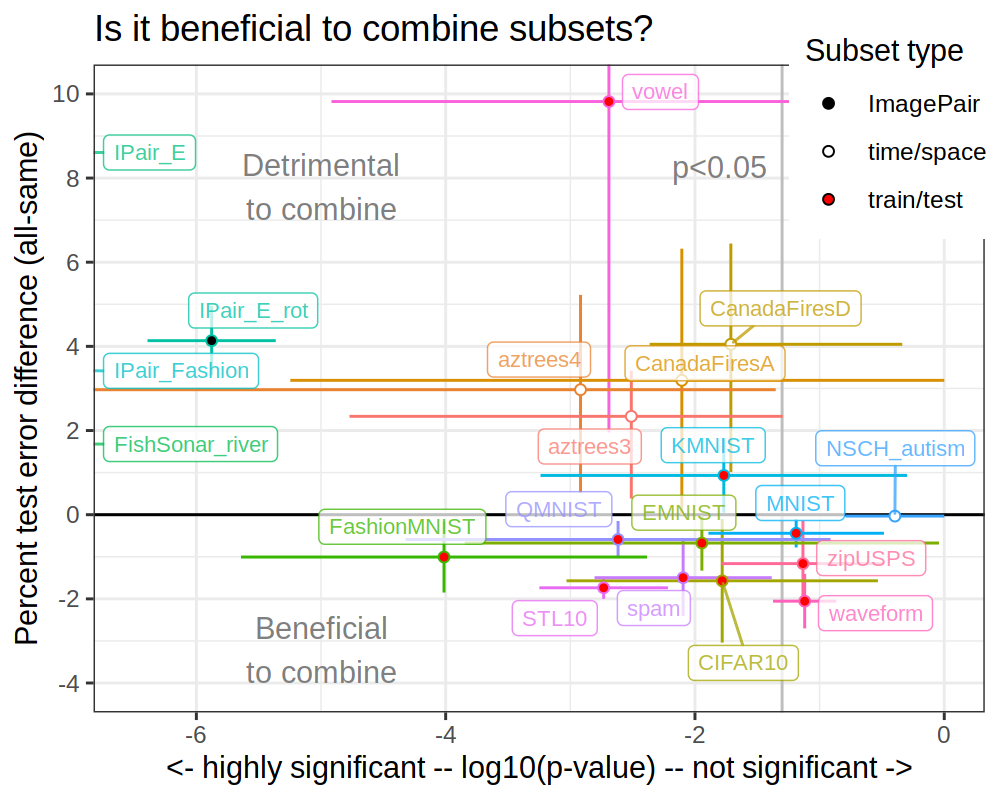 Is it beneficial to combine subsets?
Subset type
ImagePair
time/space
train/test
Percent test error difference (all-same)
10
8
6
4
2
0
-2
-4
vowel
IPair_E
Detrimental
to combine
p<0.05
IPair_E_rot
CanadaFiresD
aztrees4
CanadaFiresA
IPair_Fashion
FishSonar_river
aztrees3
KMNIST
NSCH_autism
QMNIST
EMNIST
MNIST
FashionMNIST
zipUSPS
STL10
spam
waveform
Beneficial
to combine
CIFAR10
-6
-4
-2
0
<- highly significant -- log10(p-value) -- not significant ->